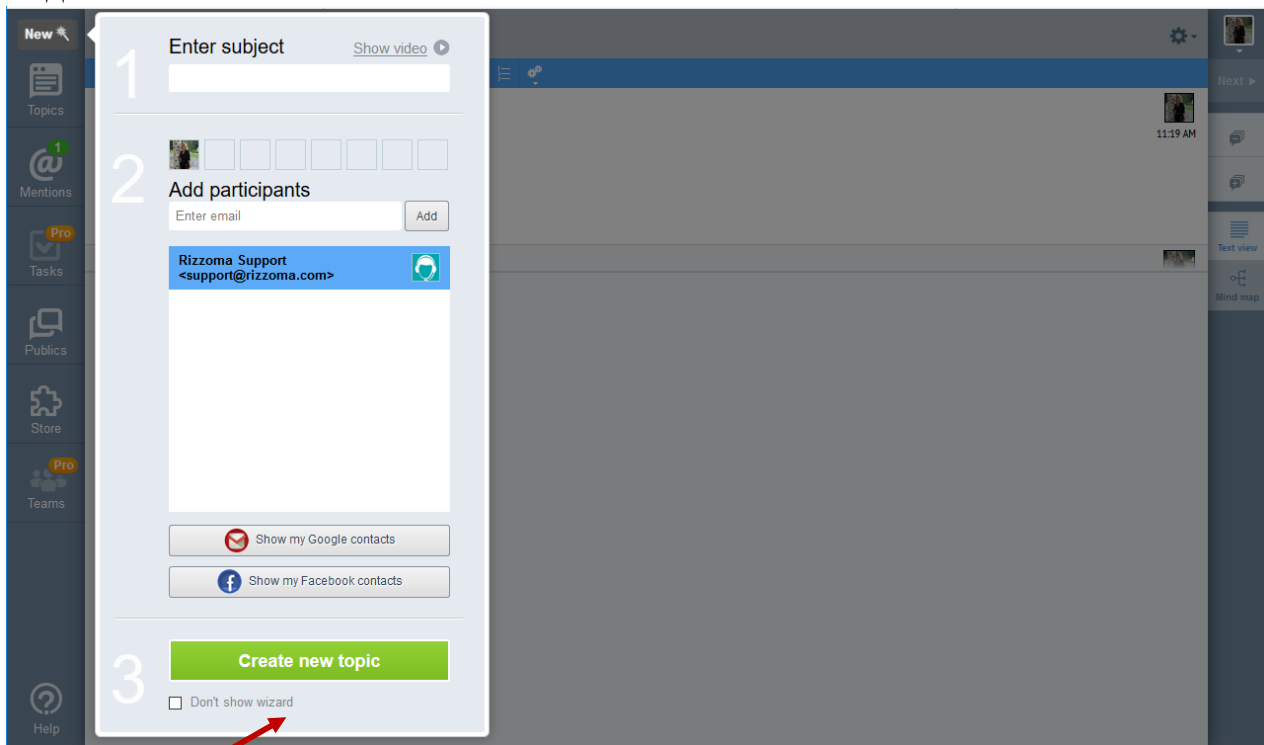 New
Topics
1
Mentions
Pro
Tasks
Publics
Store
Pro
Teams
Help
1
Enter subject
Show video
2
Add participants
Enter email
Add
Rizzoma Support
<support@rizzoma.com>
Show my Google contacts
Show my Facebook contacts
3
Create new topic
Don't show wizard
11:19 AM
Next
Text view
Mind map